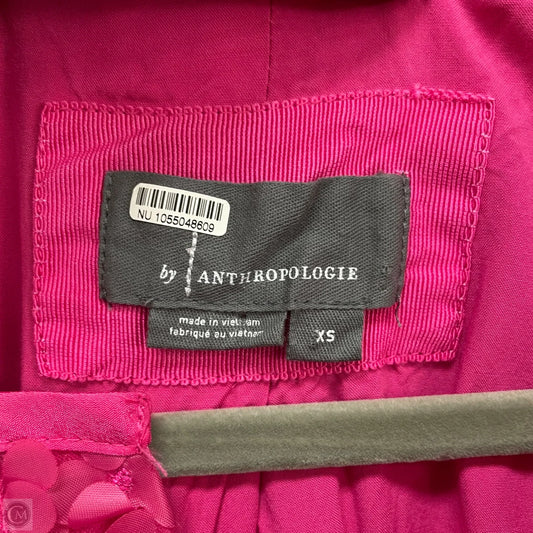 NU 1055048609
by ANTHROPOLOGIE
made in vietnam
fabriqué au vietnam
XS